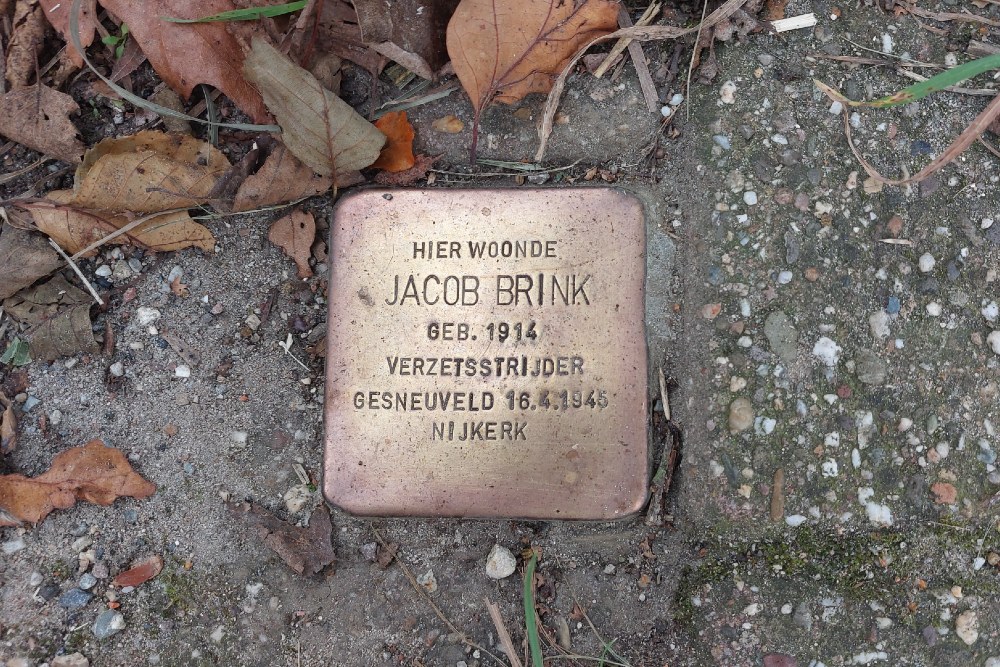 HIER WOONDE
JACOB BRINK
GEB. 1914
VERZETSSTRIJDER
GESNEUVELD 16.4.1945
NIJKERK